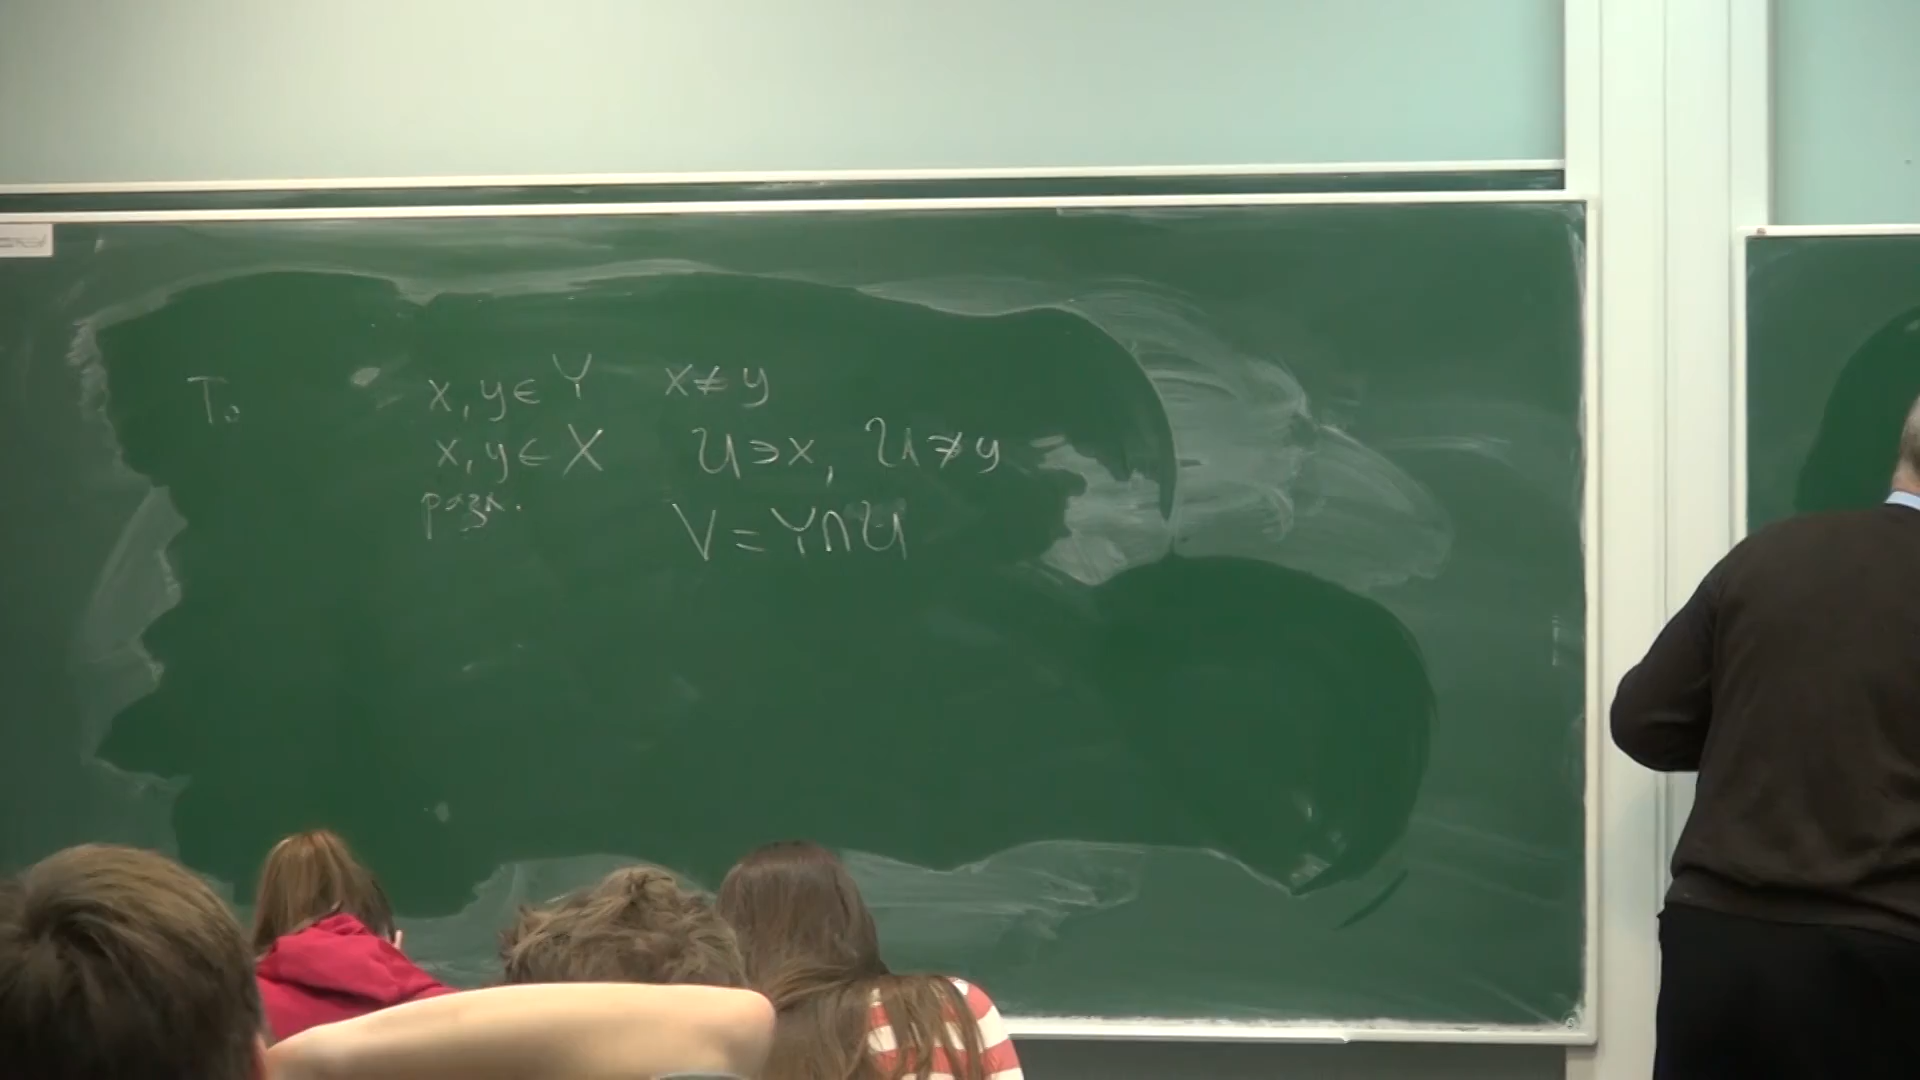 T₀ x, y ∈ Y x ≠ y
x, y ∈ X U ∋ x, U ∌ y
разл. V = Y ∩ U